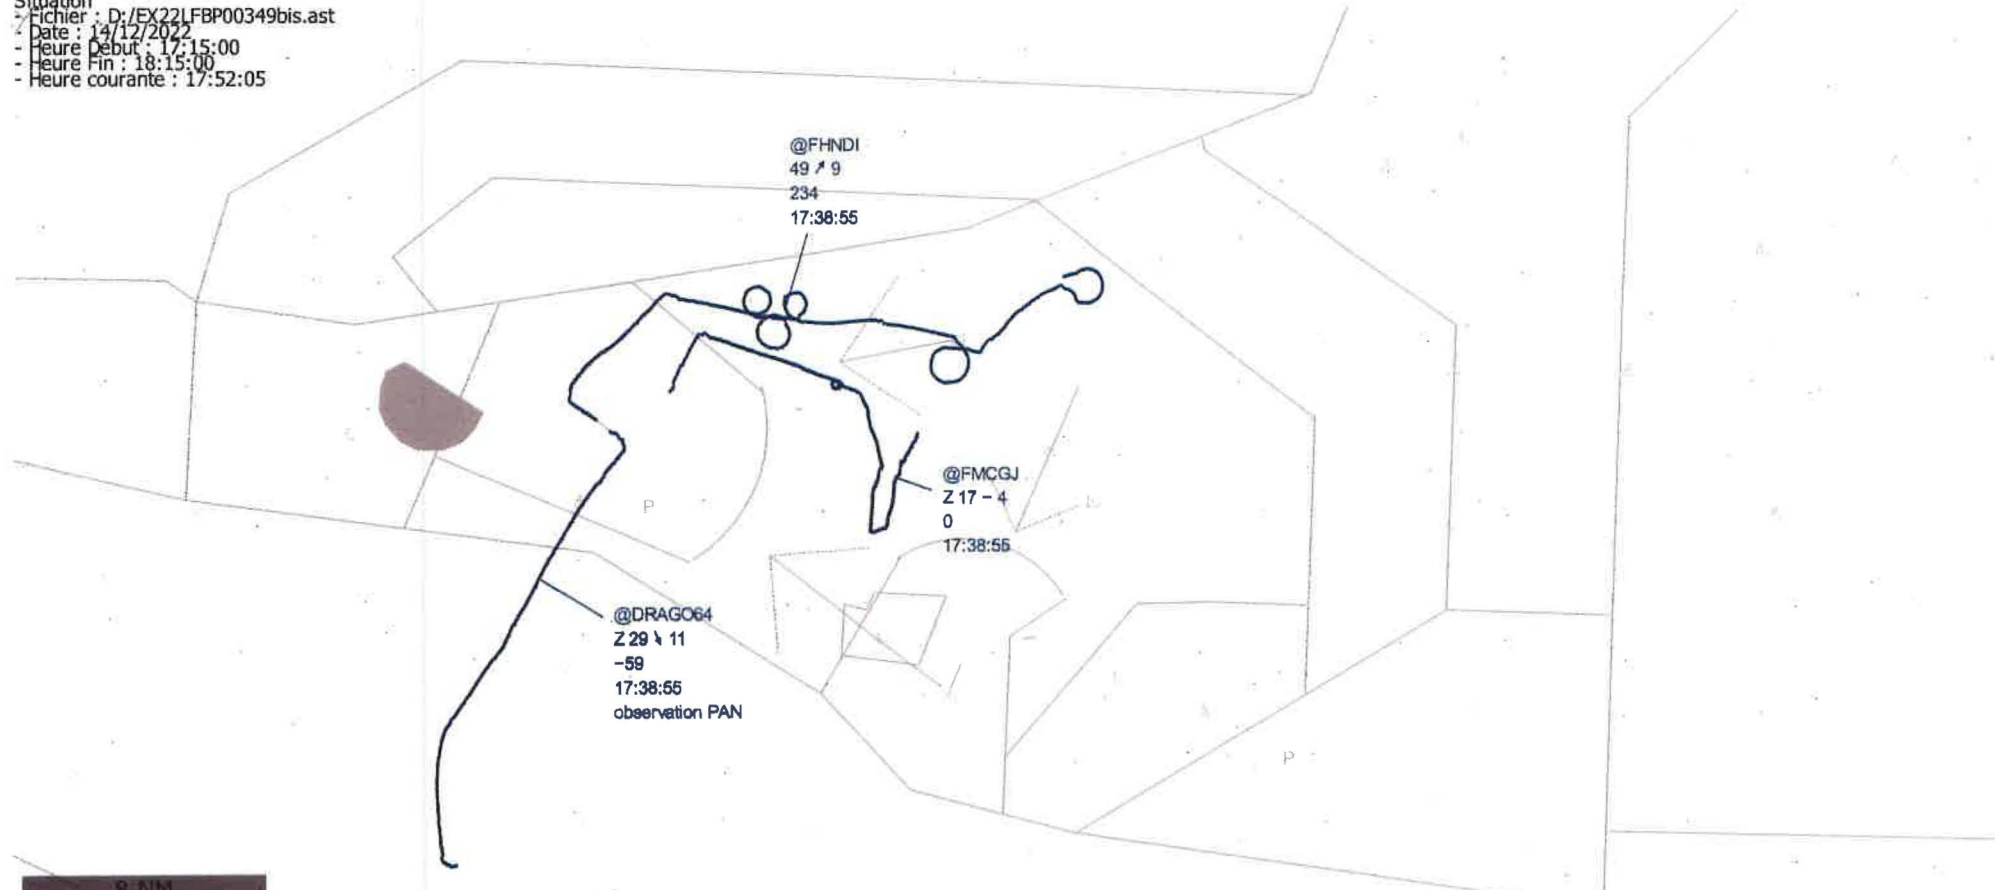 Situation
- Fichier : D:/EX22LFBP00349bis.ast
- Date : 14/12/2022
- Heure Début : 17:15:00
- Heure Fin : 18:15:00
- Heure courante : 17:52:05
@FHNDI
49 ↗ 9
234
17:38:55
@FMCGJ
Z 17 – 4
0
17:38:55
P
@DRAGO64
Z 29 ↘ 11
-59
17:38:55
observation PAN
P
8 NM